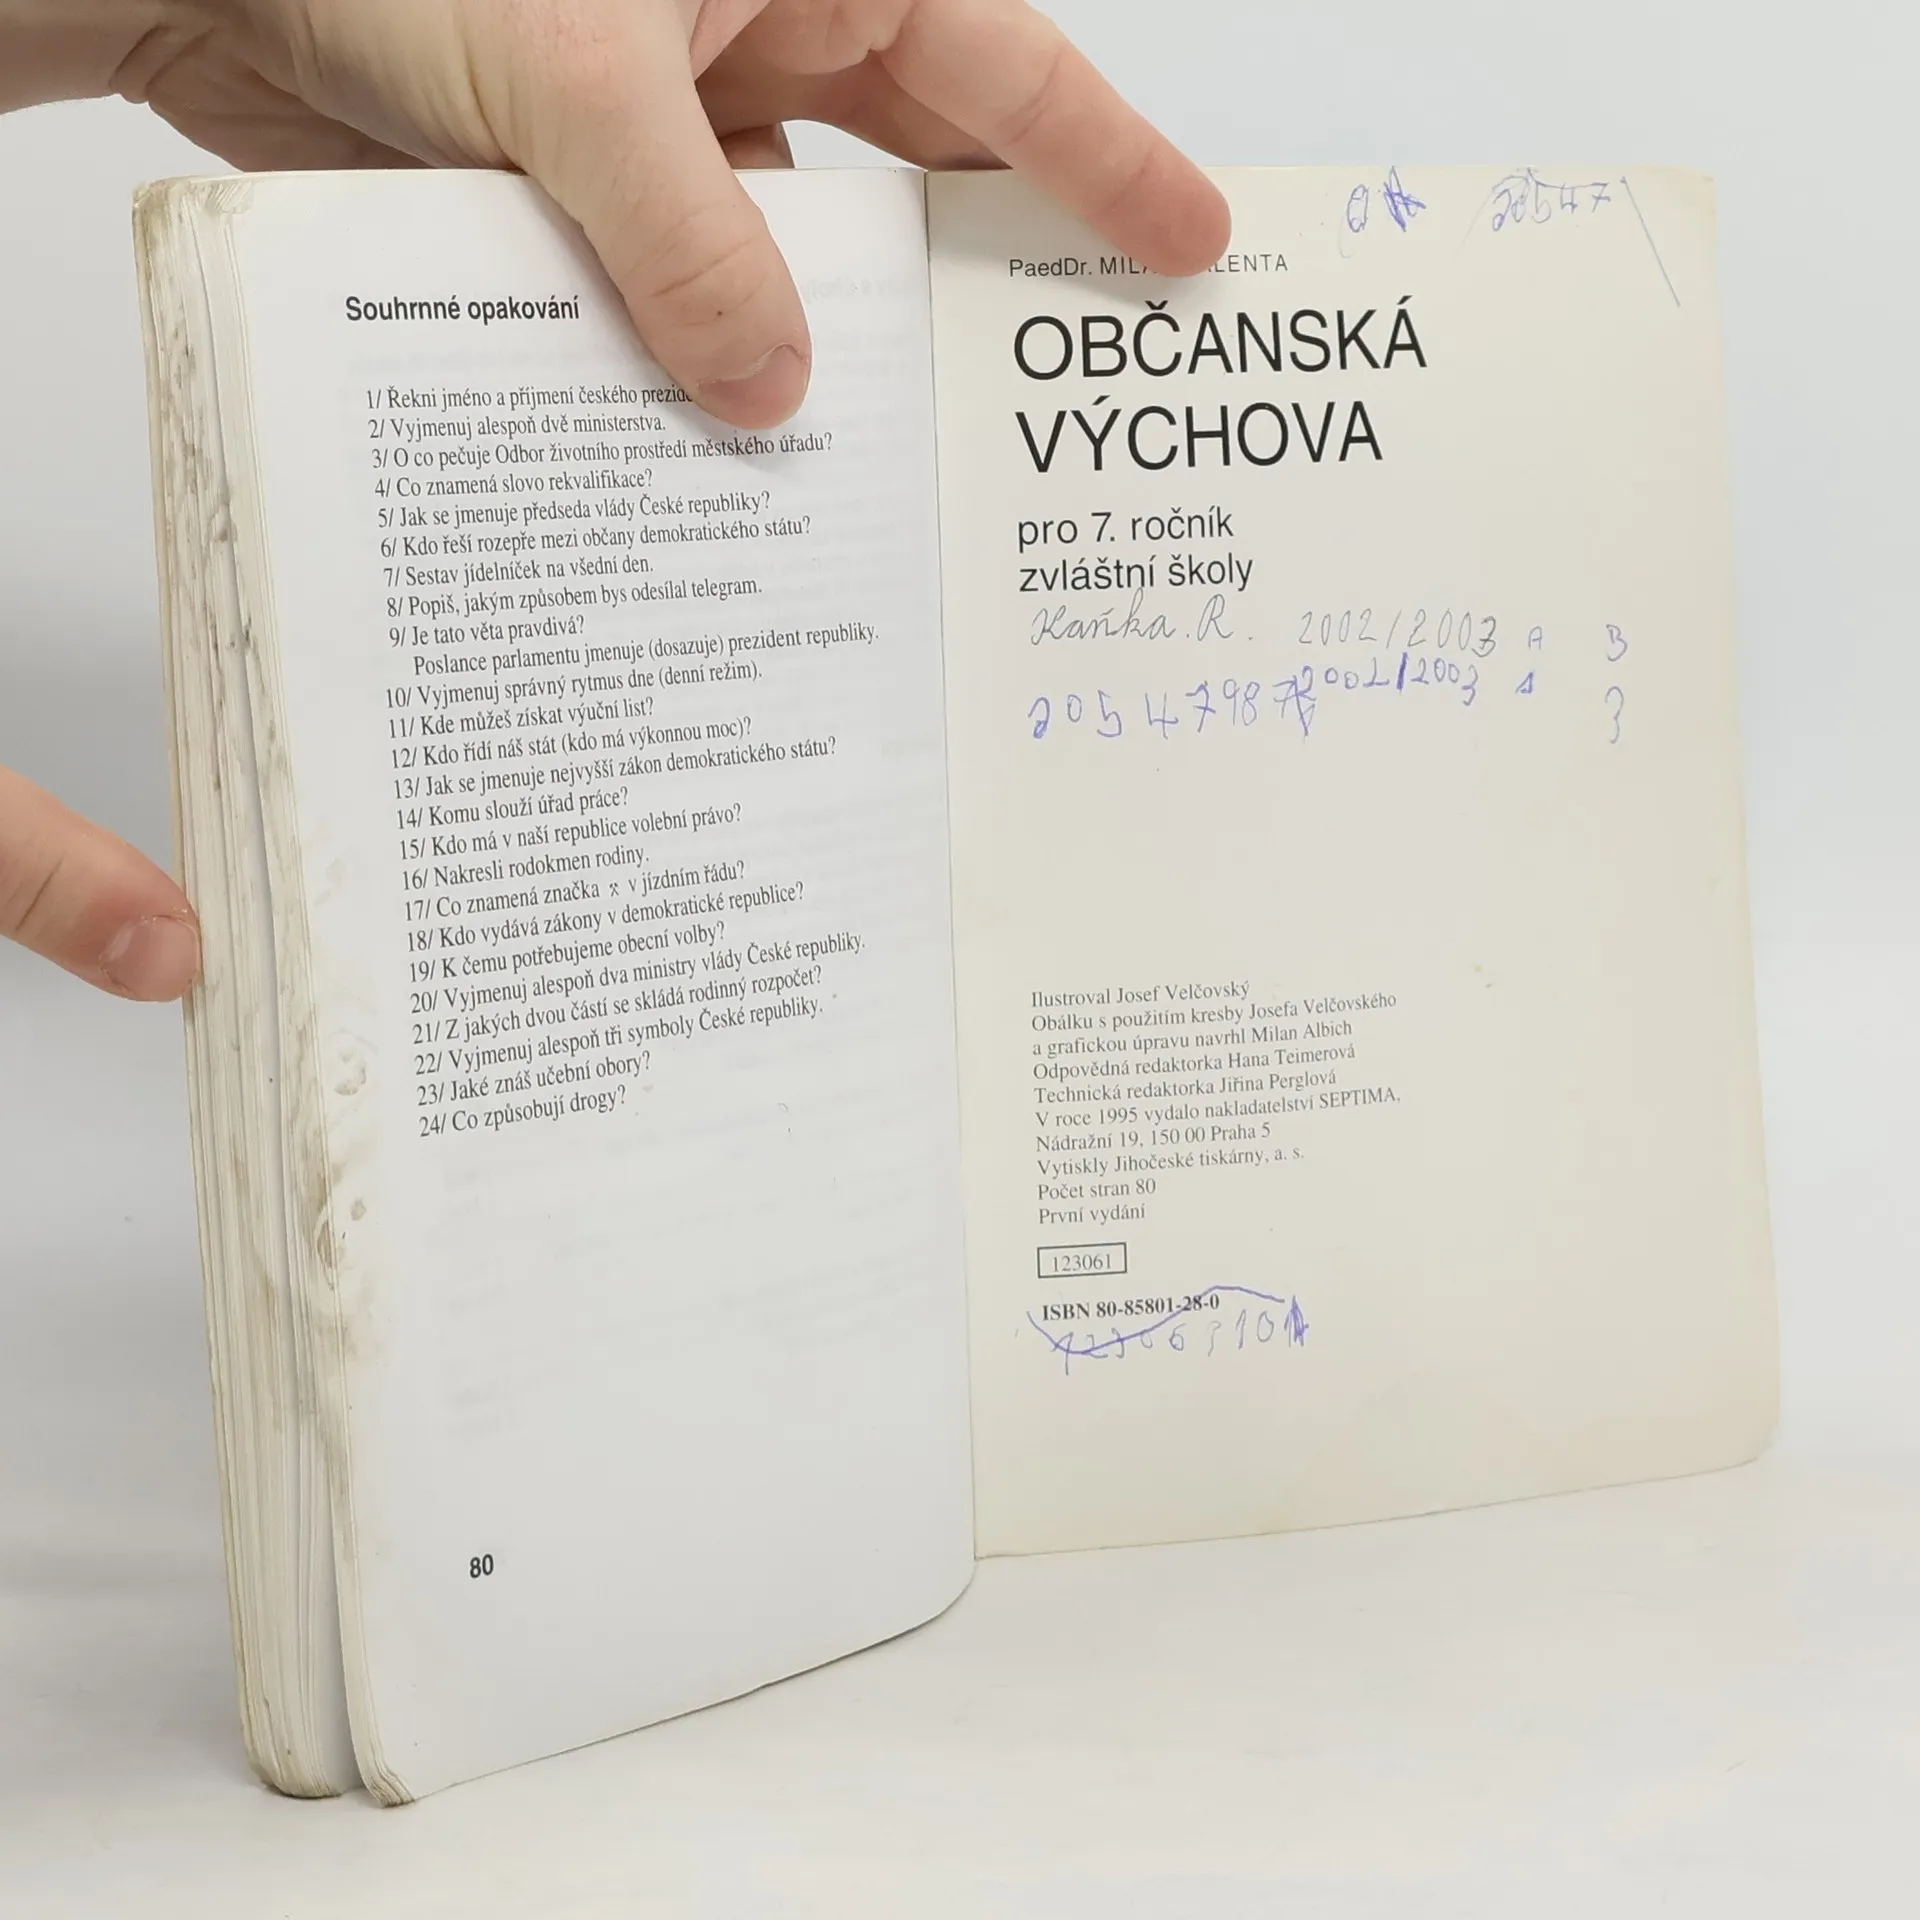 Souhrnné opakování
1/ Řekni jméno a příjmení českého
2/ Vyjmenuj alespoň dvě ministerstva.
3/ O co pečuje Odbor životního prostředí městského úřadu?
4/ Co znamená slovo rekvalifikace?
5/ Jak se jmenuje předseda vlády České republiky?
6/ Kdo řeší rozepře mezi občany demokratického státu?
7/ Sestav jídelníček na všední den.
8/ Popiš, jakým způsobem bys odesílal telegram.
9/ Je tato věta pravdivá?
Poslance parlamentu jmenuje (dosazuje) prezident republiky.
10/ Vyjmenuj správný rytmus dne (denní režim).
11/ Kde můžeš získat výuční list?
12/ Kdo řídí náš stát (kdo má výkonnou moc)?
13/ Jak se jmenuje nejvyšší zákon demokratického státu?
14/ Komu slouží úřad práce?
15/ Kdo má v naší republice volební právo?
16/ Nakresli rodokmen rodiny.
17/ Co znamená značka ⚒ v jízdním řádu?
18/ Kdo vydává zákony v demokratické republice?
19/ K čemu potřebujeme obecní volby?
20/ Vyjmenuj alespoň dva ministry vlády České republiky.
21/ Z jakých dvou částí se skládá rodinný rozpočet?
22/ Vyjmenuj alespoň tři symboly České republiky.
23/ Jaké znáš učební obory?
24/ Co způsobují drogy?
80
PaedDr.
OBČANSKÁ
VÝCHOVA
pro 7. ročník
zvláštní školy
Kaňka. R. 2002/2003 A B
2054798 2002/2003 1 3
Ilustroval Josef Velčovský
Obálku s použitím kresby Josefa Velčovského
a grafickou úpravu navrhl Milan Albich
Odpovědná redaktorka Hana Teimerová
Technická redaktorka Jiřina Perglová
V roce 1995 vydalo nakladatelství SEPTIMA,
Nádražní 19, 150 00 Praha 5
Vytiskly Jihočeské tiskárny, a. s.
Počet stran 80
První vydání
123061
ISBN 80-85801-28-0